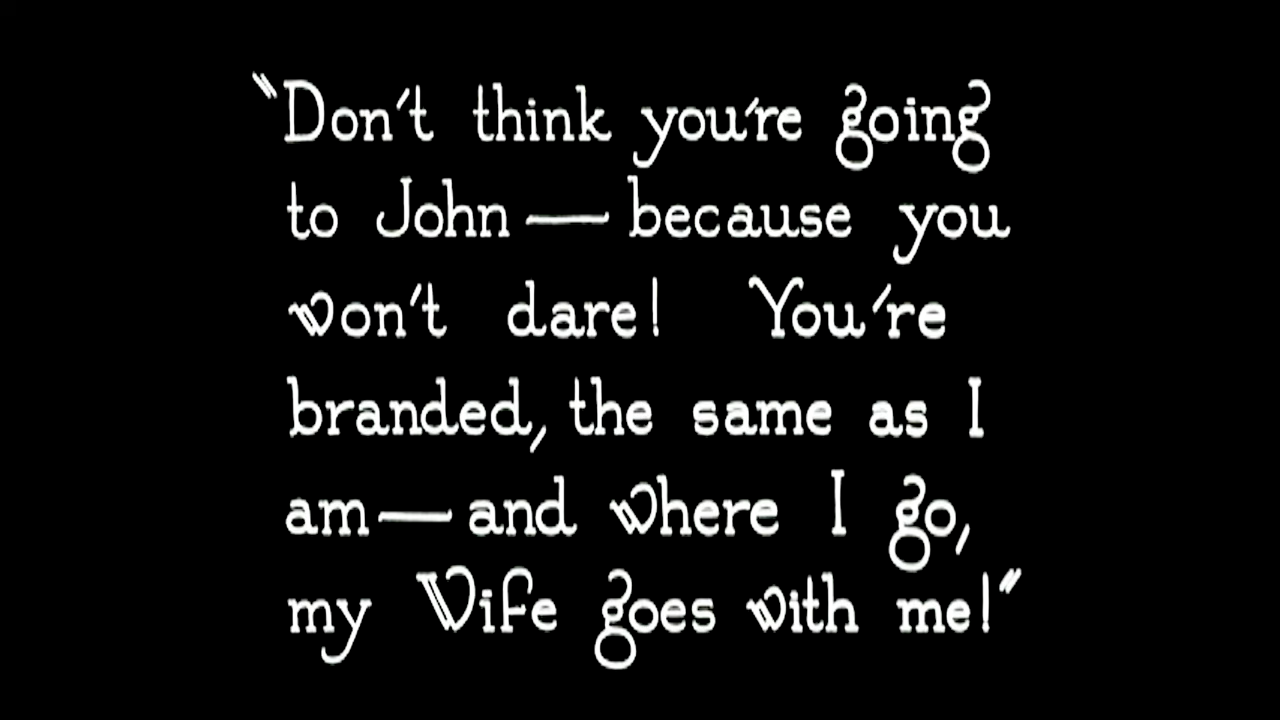 "Don't think you're going
to John — because you
won't dare! You're
branded, the same as I
am — and where I go,
my Wife goes with me!"